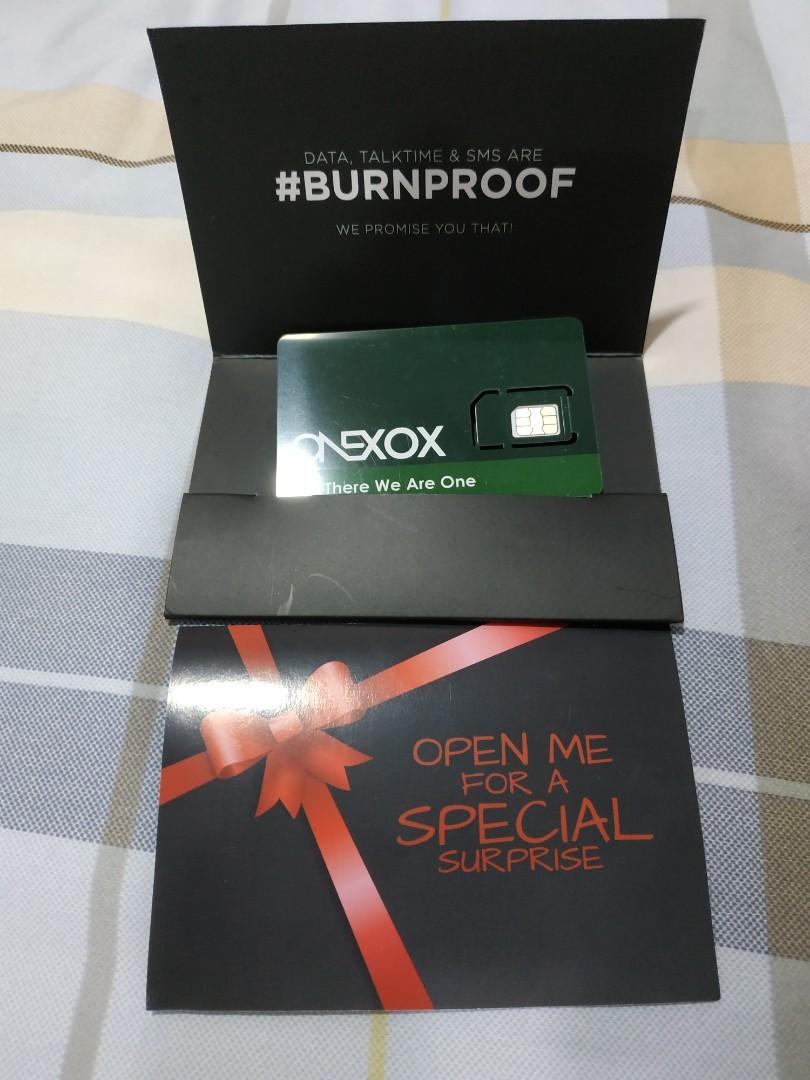 DATA, TALKTIME & SMS ARE
#BURNPROOF
WE PROMISE YOU THAT!
ONEXOX
There We Are One
OPEN ME
FOR A
SPECIAL
SURPRISE